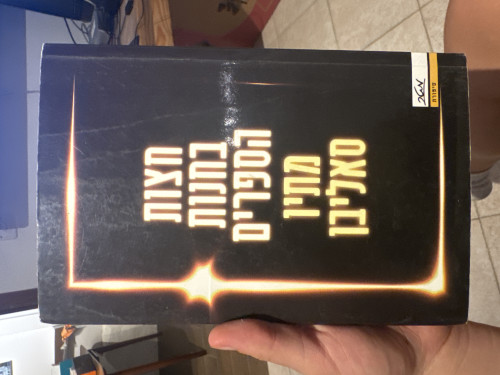 חצות
בחנות
הספרים
מתיו
סאליבן